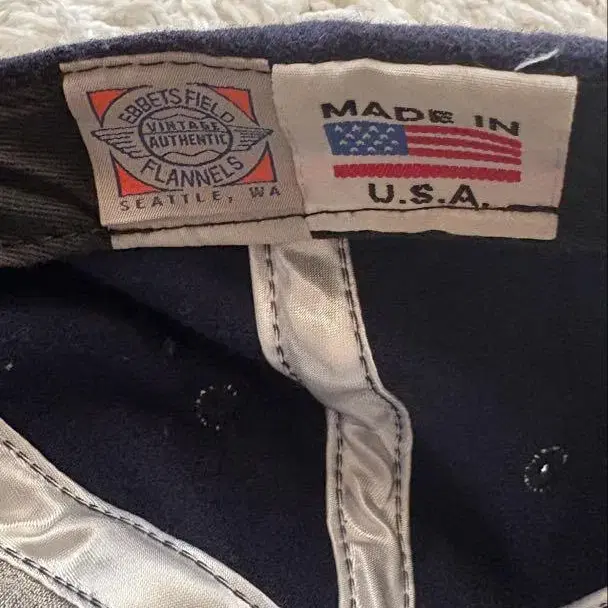 EBBETS FIELD
VINTAGE
AUTHENTIC
FLANNELS
SEATTLE, WA
MADE IN
U.S.A.